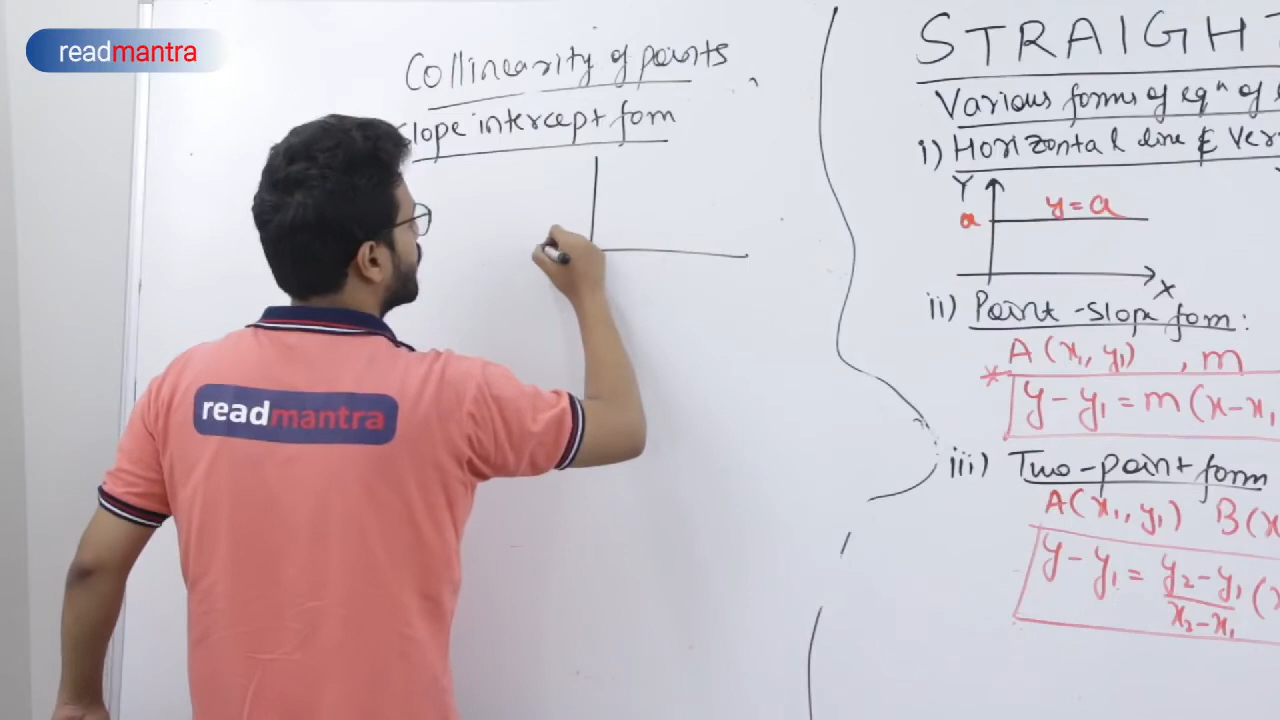 readmantra
Collinearity of points
Slope intercept form
readmantra
STRAIGHT
Various forms of eqⁿ of
i) Horizontal line & Ver
Y
a
y = a
X
ii) Point-slope form:
A (x₁, y₁) , m
* y - y₁ = m(x - x₁
iii) Two-point form
A(x₁, y₁) B(x
y - y₁ = y₂ - y₁ / x₂ - x₁ (x